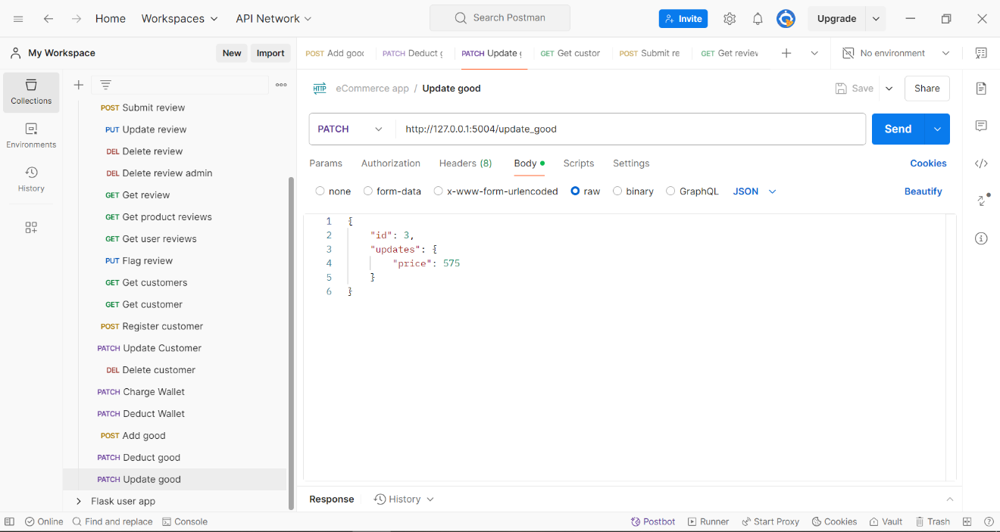 Home Workspaces API Network Search Postman Invite Upgrade
My Workspace New Import POST Add good PATCH Deduct g PATCH Update g GET Get custor POST Submit re GET Get review No environment
HTTP eCommerce app / Update good Save Share
Collections
Environments
History
POST Submit review
PUT Update review
DEL Delete review
DEL Delete review admin
GET Get review
GET Get product reviews
GET Get user reviews
PUT Flag review
GET Get customers
GET Get customer
POST Register customer
PATCH Update Customer
DEL Delete customer
PATCH Charge Wallet
PATCH Deduct Wallet
POST Add good
PATCH Deduct good
PATCH Update good
Flask user app
PATCH http://127.0.0.1:5004/update_good Send
Params Authorization Headers (8) Body Scripts Settings Cookies
none form-data x-www-form-urlencoded raw binary GraphQL JSON Beautify
1 {
2 "id": 3,
3 "updates": {
4 "price": 575
5 }
6 }
Response History
Online Find and replace Console Postbot Runner Start Proxy Cookies Vault Trash